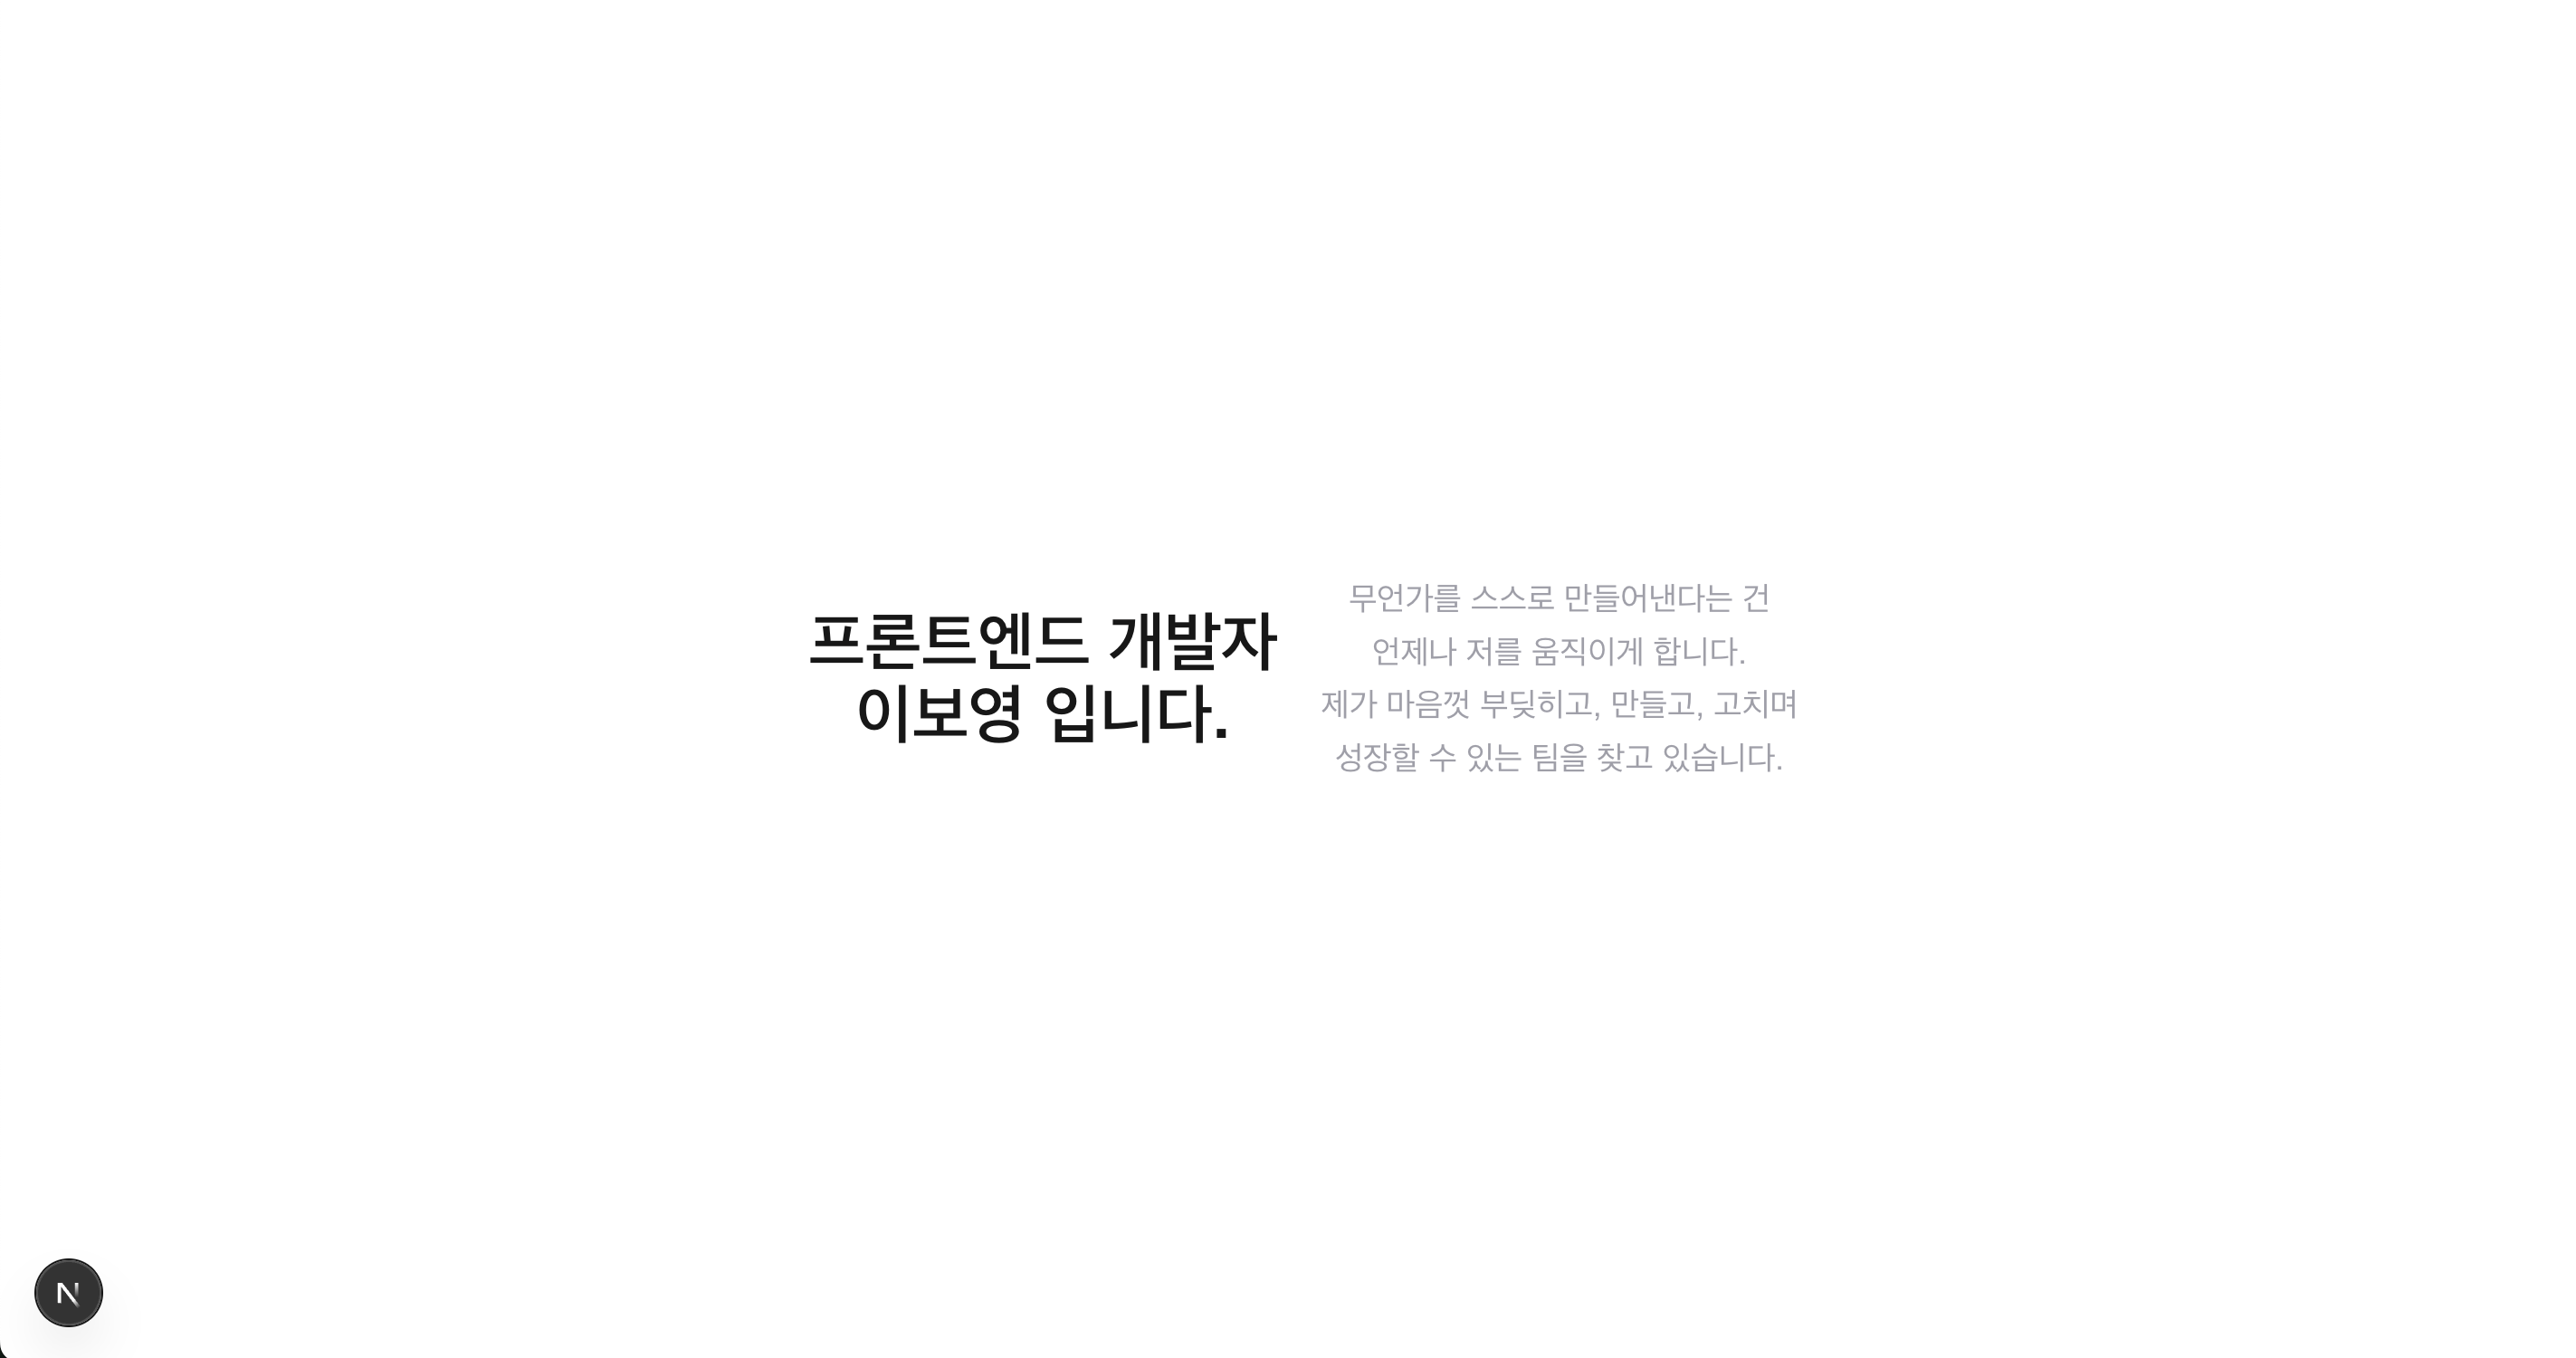 프론트엔드 개발자
이보영 입니다.
무언가를 스스로 만들어낸다는 건
언제나 저를 움직이게 합니다.
제가 마음껏 부딪히고, 만들고, 고치며
성장할 수 있는 팀을 찾고 있습니다.
N